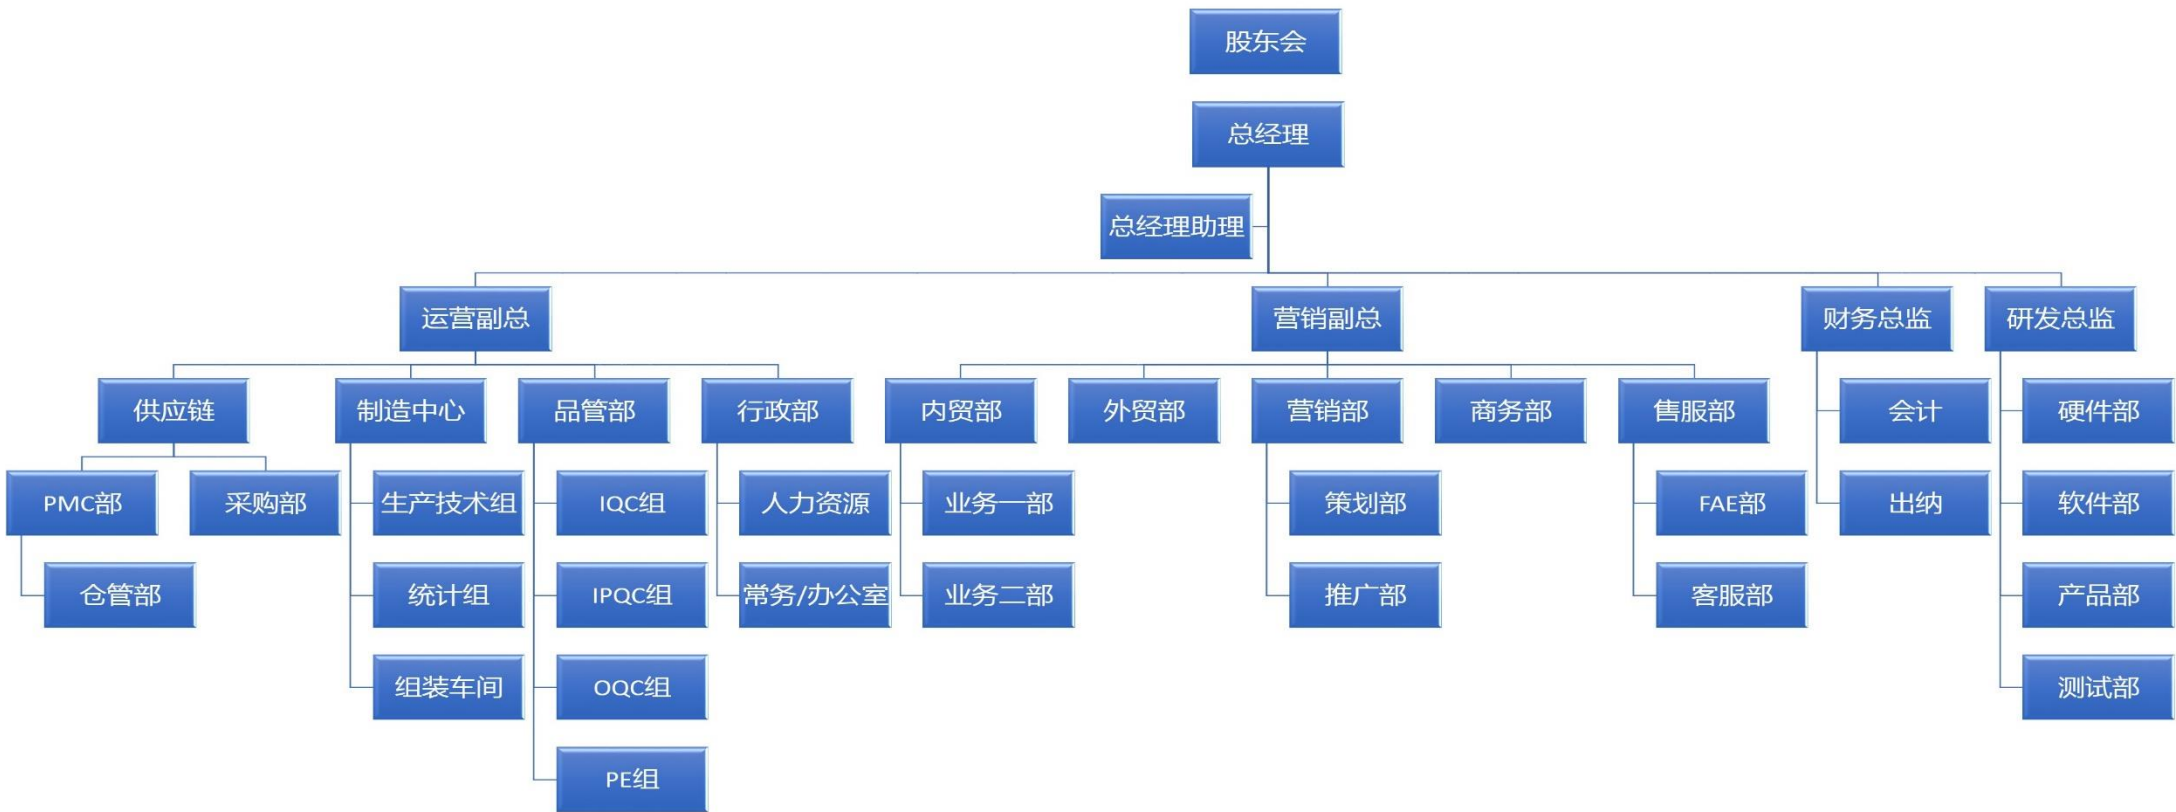 股东会
总经理
总经理助理
运营副总
营销副总
财务总监
研发总监
供应链
制造中心
品管部
行政部
内贸部
外贸部
营销部
商务部
售服部
会计
硬件部
PMC部
采购部
生产技术组
IQC组
人力资源
业务一部
策划部
FAE部
出纳
软件部
仓管部
统计组
IPQC组
常务/办公室
业务二部
推广部
客服部
产品部
组装车间
OQC组
测试部
PE组